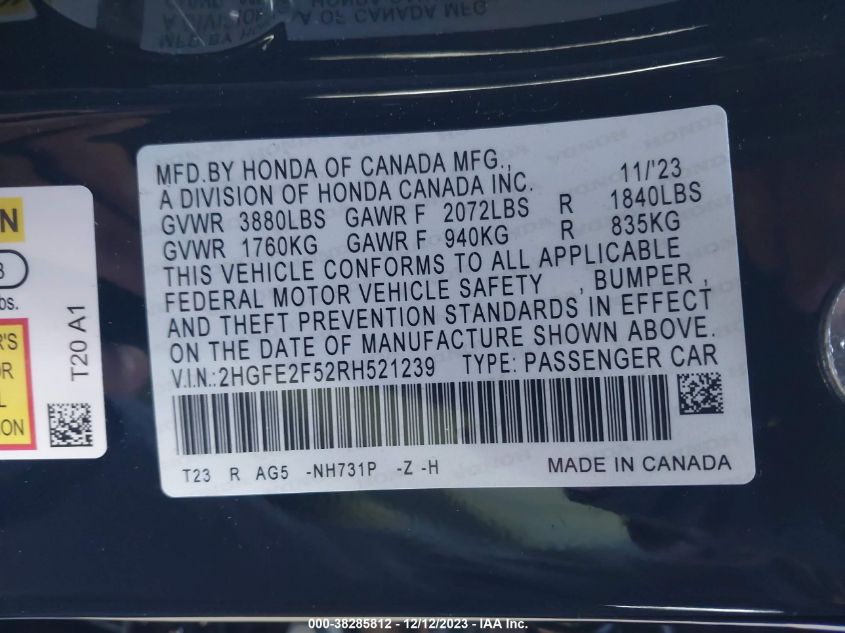 MFD.BY HONDA OF CANADA MFG.,
A DIVISION OF HONDA CANADA INC. 11/'23
GVWR 3880LBS GAWR F 2072LBS R 1840LBS
GVWR 1760KG GAWR F 940KG R 835KG
THIS VEHICLE CONFORMS TO ALL APPLICABLE
FEDERAL MOTOR VEHICLE SAFETY , BUMPER ,
AND THEFT PREVENTION STANDARDS IN EFFECT
ON THE DATE OF MANUFACTURE SHOWN ABOVE.
V.I.N.:2HGFE2F52RH521239 TYPE: PASSENGER CAR
T23 R AG5 -NH731P -Z -H MADE IN CANADA
T20 A1
000-38285812 - 12/12/2023 - IAA Inc.